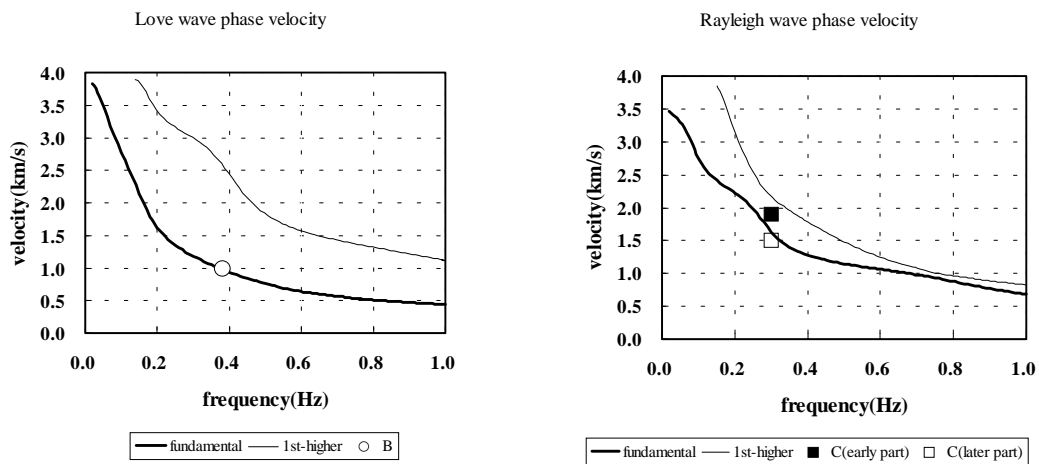 Love wave phase velocity
4.0
3.5
3.0
2.5
2.0
1.5
1.0
0.5
0.0
velocity(km/s)
0.0 0.2 0.4 0.6 0.8 1.0
frequency(Hz)
fundamental 1st-higher B
Rayleigh wave phase velocity
4.0
3.5
3.0
2.5
2.0
1.5
1.0
0.5
0.0
velocity(km/s)
0.0 0.2 0.4 0.6 0.8 1.0
frequency(Hz)
fundamental 1st-higher C(early part) C(later part)